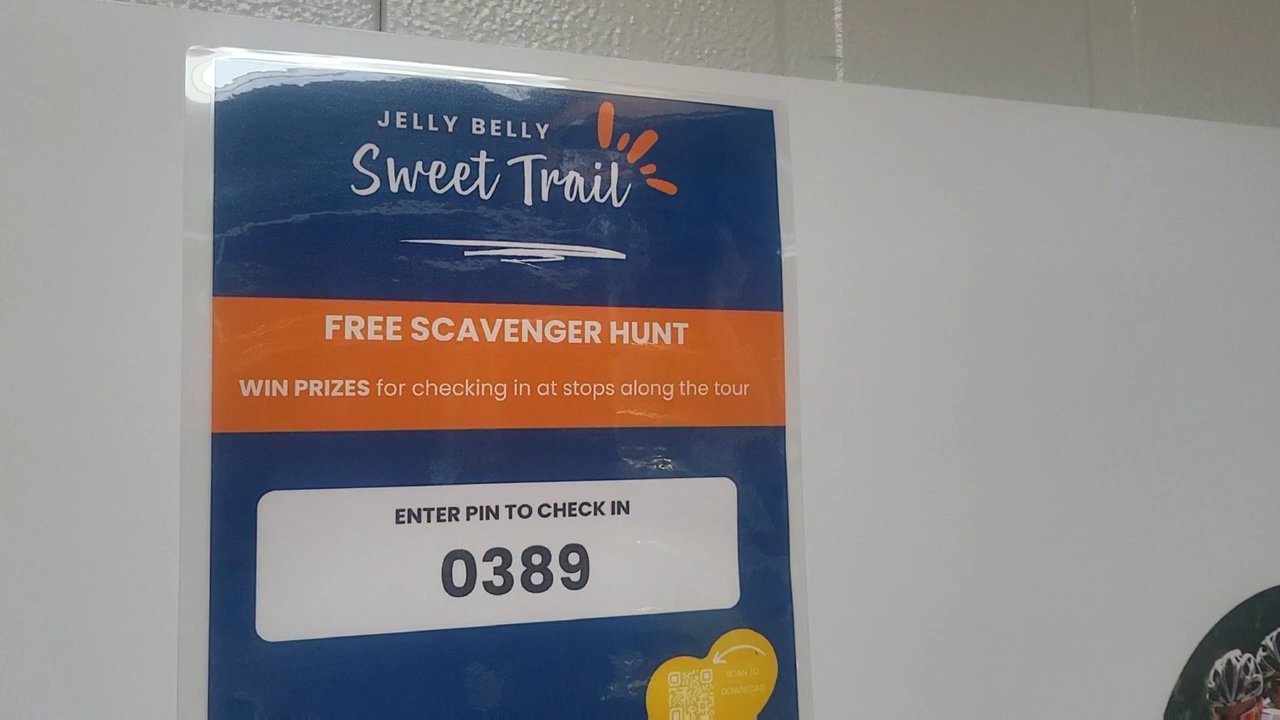 JELLY BELLY
Sweet Trail
FREE SCAVENGER HUNT
WIN PRIZES for checking in at stops along the tour
ENTER PIN TO CHECK IN
0389
SCAN TO
DOWNLOAD